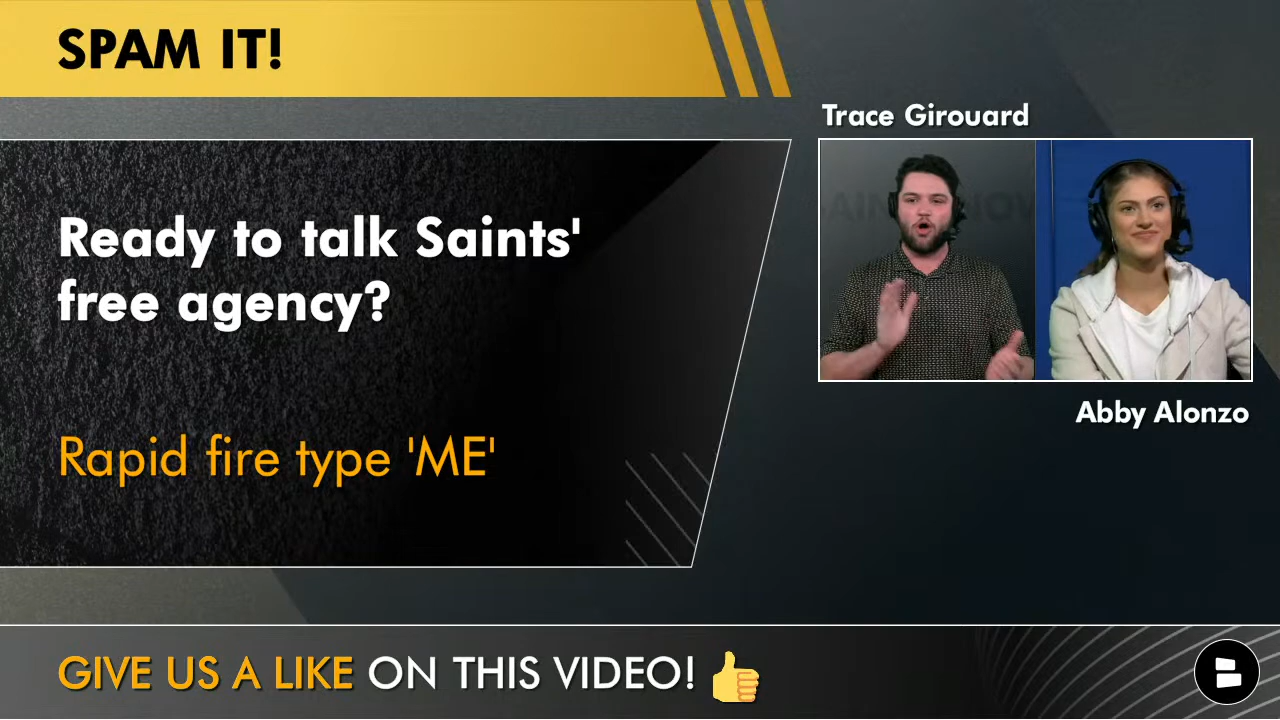 SPAM IT!
Trace Girouard
Ready to talk Saints'
free agency?
Abby Alonzo
Rapid fire type 'ME'
GIVE US A LIKE ON THIS VIDEO!